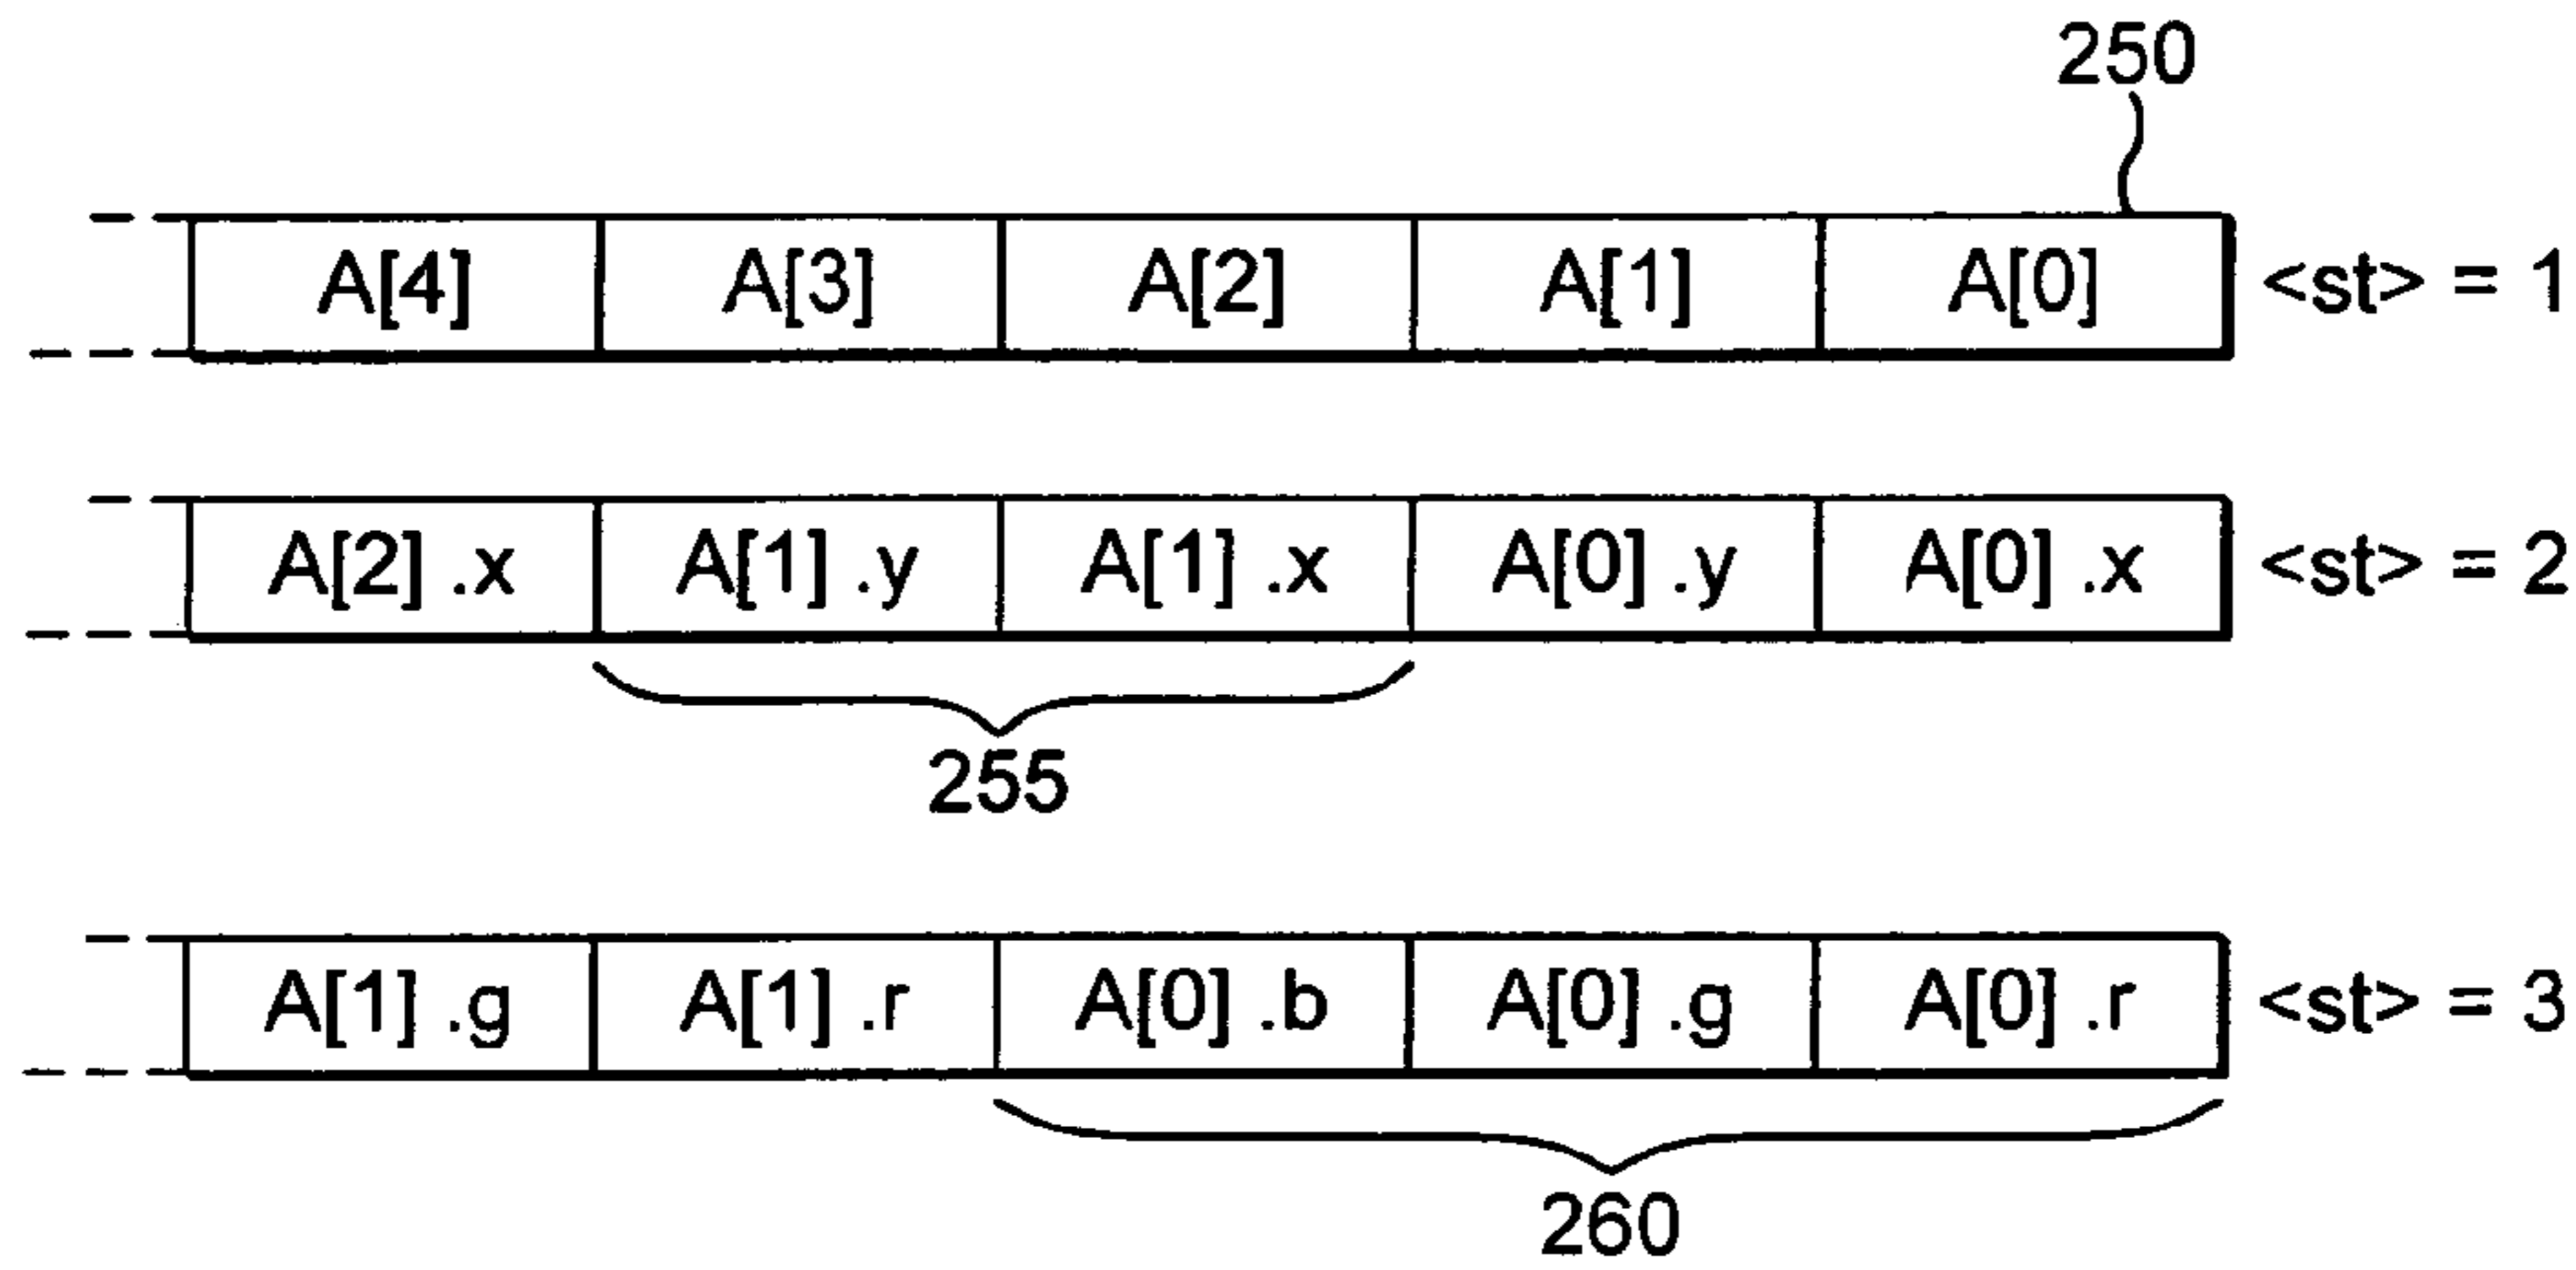 250
A[4] A[3] A[2] A[1] A[0] <st> = 1
A[2] .x A[1] .y A[1] .x A[0] .y A[0] .x <st> = 2
255
A[1] .g A[1] .r A[0] .b A[0] .g A[0] .r <st> = 3
260